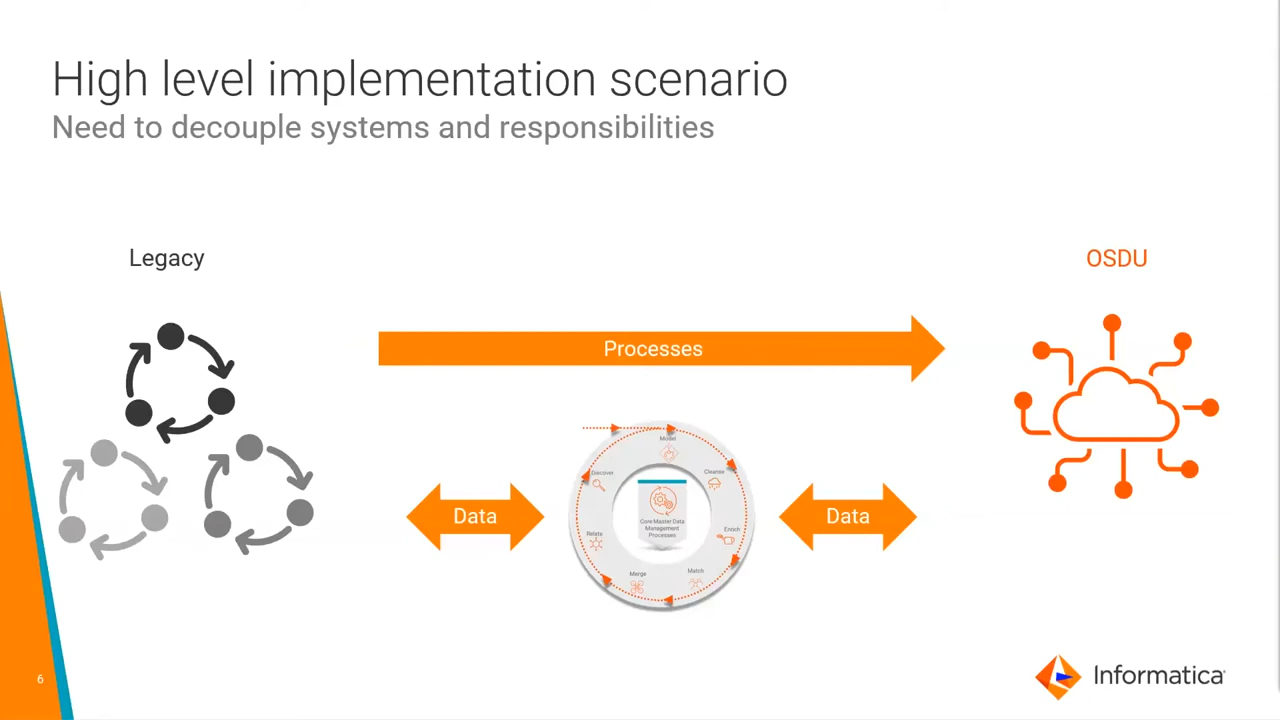 High level implementation scenario
Need to decouple systems and responsibilities
Legacy
OSDU
Processes
Data
Data
Model
Cleanse
Enrich
Match
Merge
Relate
Discover
Core Master Data
Management
Processes
6
Informatica